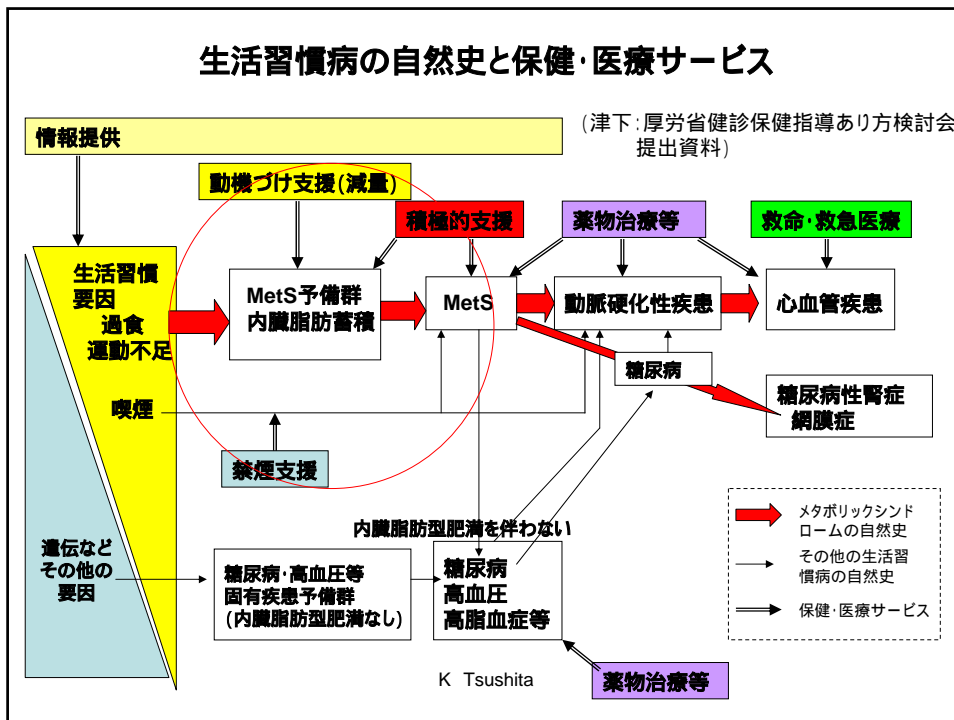 生活習慣病の自然史と保健・医療サービス
(津下:厚労省健診保健指導あり方検討会
提出資料)
情報提供
動機づけ支援(減量)
積極的支援
薬物治療等
救命・救急医療
生活習慣
要因
過食
運動不足
MetS予備群
内臓脂肪蓄積
MetS
動脈硬化性疾患
心血管疾患
糖尿病
糖尿病性腎症
網膜症
喫煙
禁煙支援
内臓脂肪型肥満を伴わない
遺伝など
その他の
要因
糖尿病・高血圧等
固有疾患予備群
(内臓脂肪型肥満なし)
糖尿病
高血圧
高脂血症等
メタボリックシンド
ロームの自然史
その他の生活習
慣病の自然史
保健・医療サービス
K Tsushita
薬物治療等